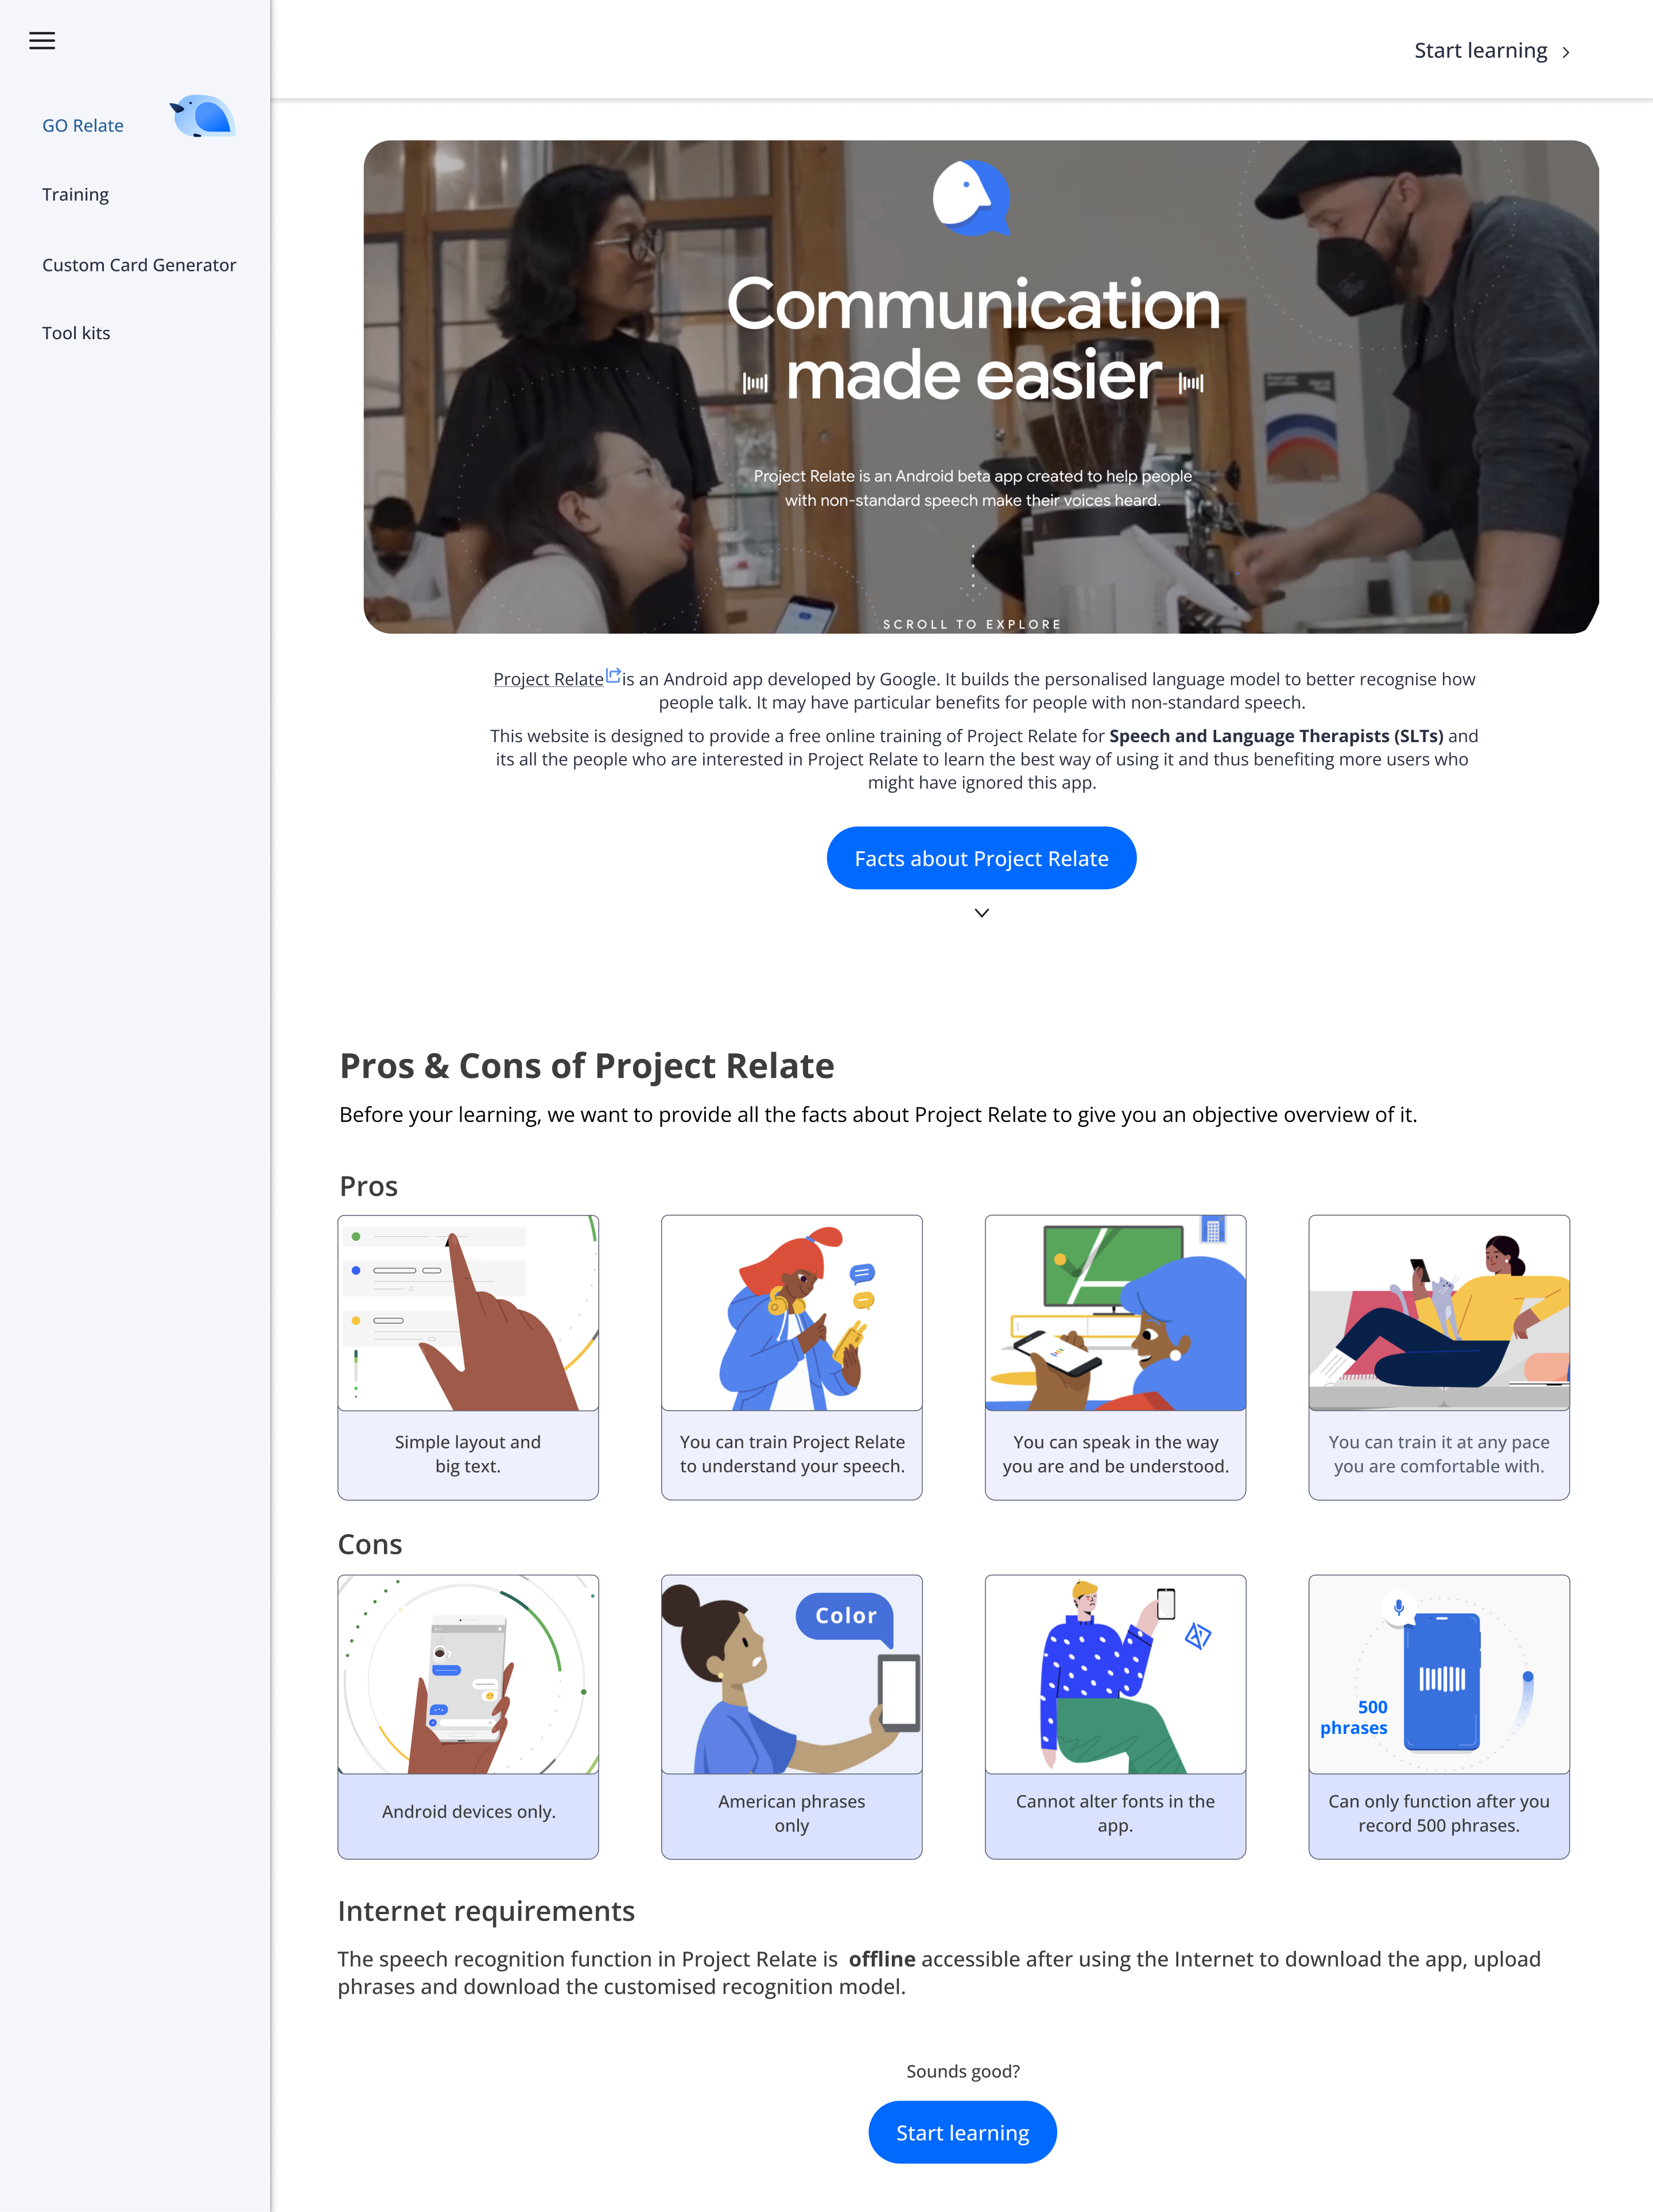 Start learning
GO Relate
Training
Custom Card Generator
Tool kits
Communication
made easier
Project Relate is an Android beta app created to help people
with non-standard speech make their voices heard.
SCROLL TO EXPLORE
Project Relate is an Android app developed by Google. It builds the personalised language model to better recognise how
people talk. It may have particular benefits for people with non-standard speech.
This website is designed to provide a free online training of Project Relate for Speech and Language Therapists (SLTs) and
its all the people who are interested in Project Relate to learn the best way of using it and thus benefiting more users who
might have ignored this app.
Facts about Project Relate
Pros & Cons of Project Relate
Before your learning, we want to provide all the facts about Project Relate to give you an objective overview of it.
Pros
Simple layout and
big text.
You can train Project Relate
to understand your speech.
You can speak in the way
you are and be understood.
You can train it at any pace
you are comfortable with.
Cons
Android devices only.
Color
American phrases
only
Cannot alter fonts in the
app.
500
phrases
Can only function after you
record 500 phrases.
Internet requirements
The speech recognition function in Project Relate is offline accessible after using the Internet to download the app, upload
phrases and download the customised recognition model.
Sounds good?
Start learning